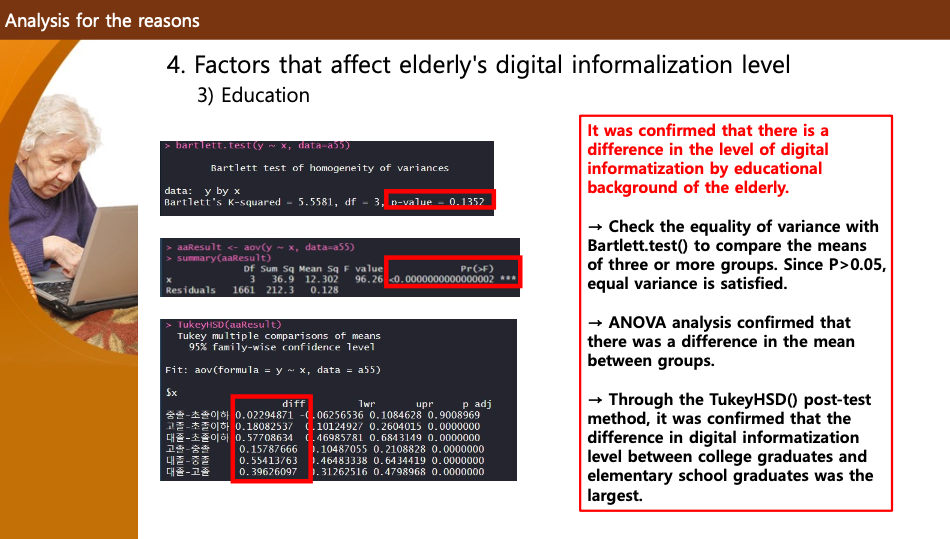 Analysis for the reasons
4. Factors that affect elderly's digital informalization level
3) Education
> bartlett.test(y ~ x, data=a55)
Bartlett test of homogeneity of variances
data: y by x
Bartlett's K-squared = 5.5581, df = 3, p-value = 0.1352
> aaResult <- aov(y ~ x, data=a55)
> summary(aaResult)
Df Sum Sq Mean Sq F value Pr(>F)
x 3 36.9 12.302 96.26 <0.0000000000000002 ***
Residuals 1661 212.3 0.128
> TukeyHSD(aaResult)
Tukey multiple comparisons of means
95% family-wise confidence level
Fit: aov(formula = y ~ x, data = a55)
$x
diff lwr upr p adj
중졸-초졸이하 0.02294871 -0.06256536 0.1084628 0.9008969
고졸-초졸이하 0.18082537 0.10124927 0.2604015 0.0000000
대졸-초졸이하 0.57708634 0.46985781 0.6843149 0.0000000
고졸-중졸 0.15787666 0.10487055 0.2108828 0.0000000
대졸-중졸 0.55413763 0.46483338 0.6434419 0.0000000
대졸-고졸 0.39626097 0.31262516 0.4798968 0.0000000
It was confirmed that there is a
difference in the level of digital
informatization by educational
background of the elderly.
→ Check the equality of variance with
Bartlett.test() to compare the means
of three or more groups. Since P>0.05,
equal variance is satisfied.
→ ANOVA analysis confirmed that
there was a difference in the mean
between groups.
→ Through the TukeyHSD() post-test
method, it was confirmed that the
difference in digital informatization
level between college graduates and
elementary school graduates was the
largest.